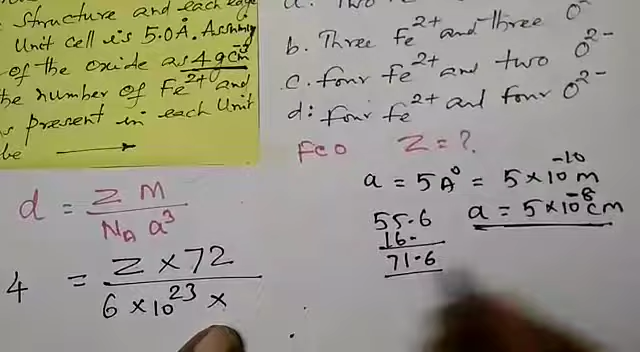 structure and each edge
Unit cell is 5.0Å. Assuming
of the oxide as 4 g cm⁻³
the number of Fe²⁺ and
present in each Unit
be ⟶
b. Three Fe²⁺ and three O²⁻
c. four Fe²⁺ and two O²⁻
d: four Fe²⁺ and four O²⁻
FeO Z = ?
a = 5A° = 5 × 10⁻¹⁰ m
a = 5 × 10⁻⁸ cm
55.6
16.
71.6
d = Z M / N_A a³
4 = Z × 72 / 6 × 10²³ ×